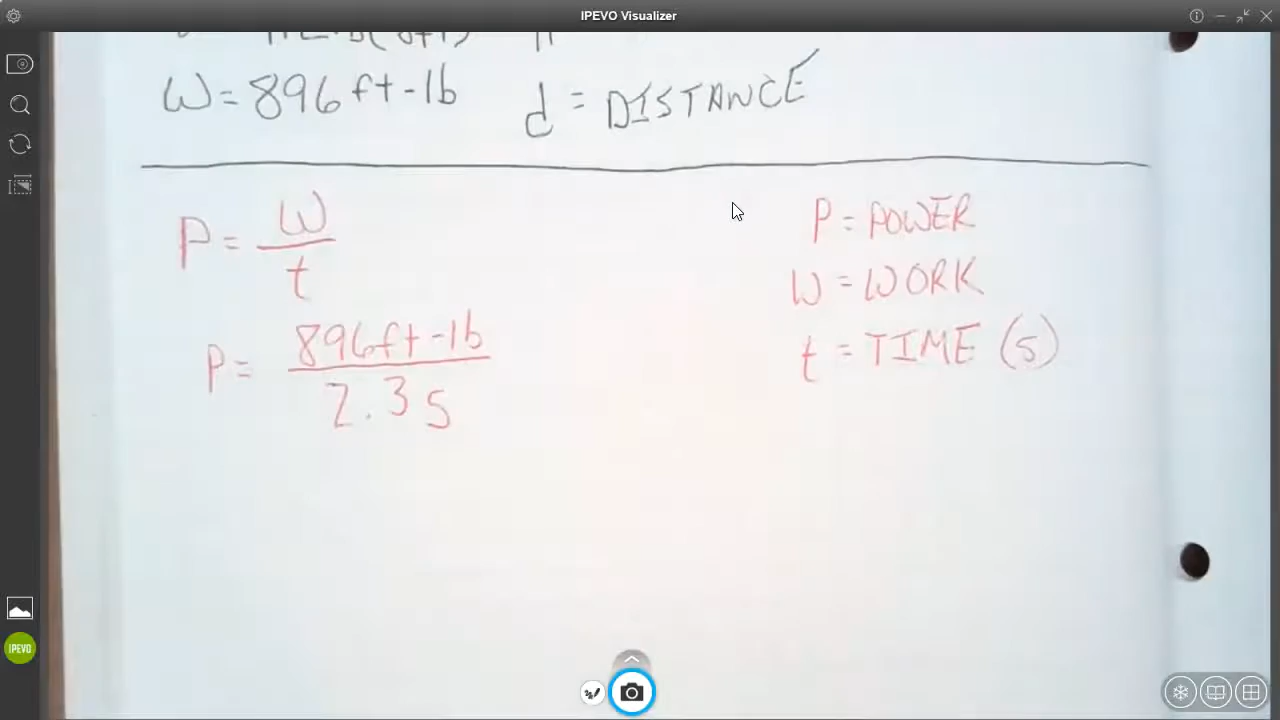 IPEVO Visualizer
W = 896 ft-lb
d = DISTANCE
P = W / t
P = POWER
W = WORK
t = TIME (s)
P = 896 ft-lb / 2.3 s
IPEVO